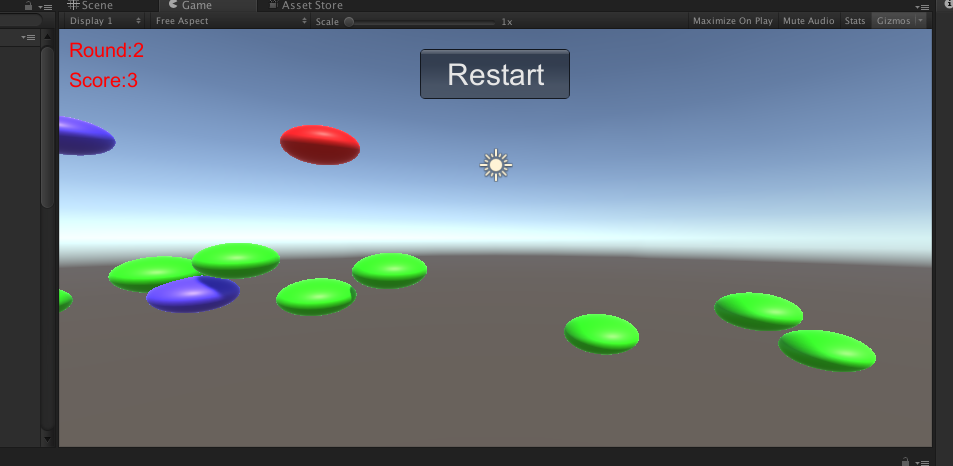 Scene Game Asset Store
Display 1 Free Aspect Scale 1x Maximize On Play Mute Audio Stats Gizmos
Round:2
Score:3
Restart